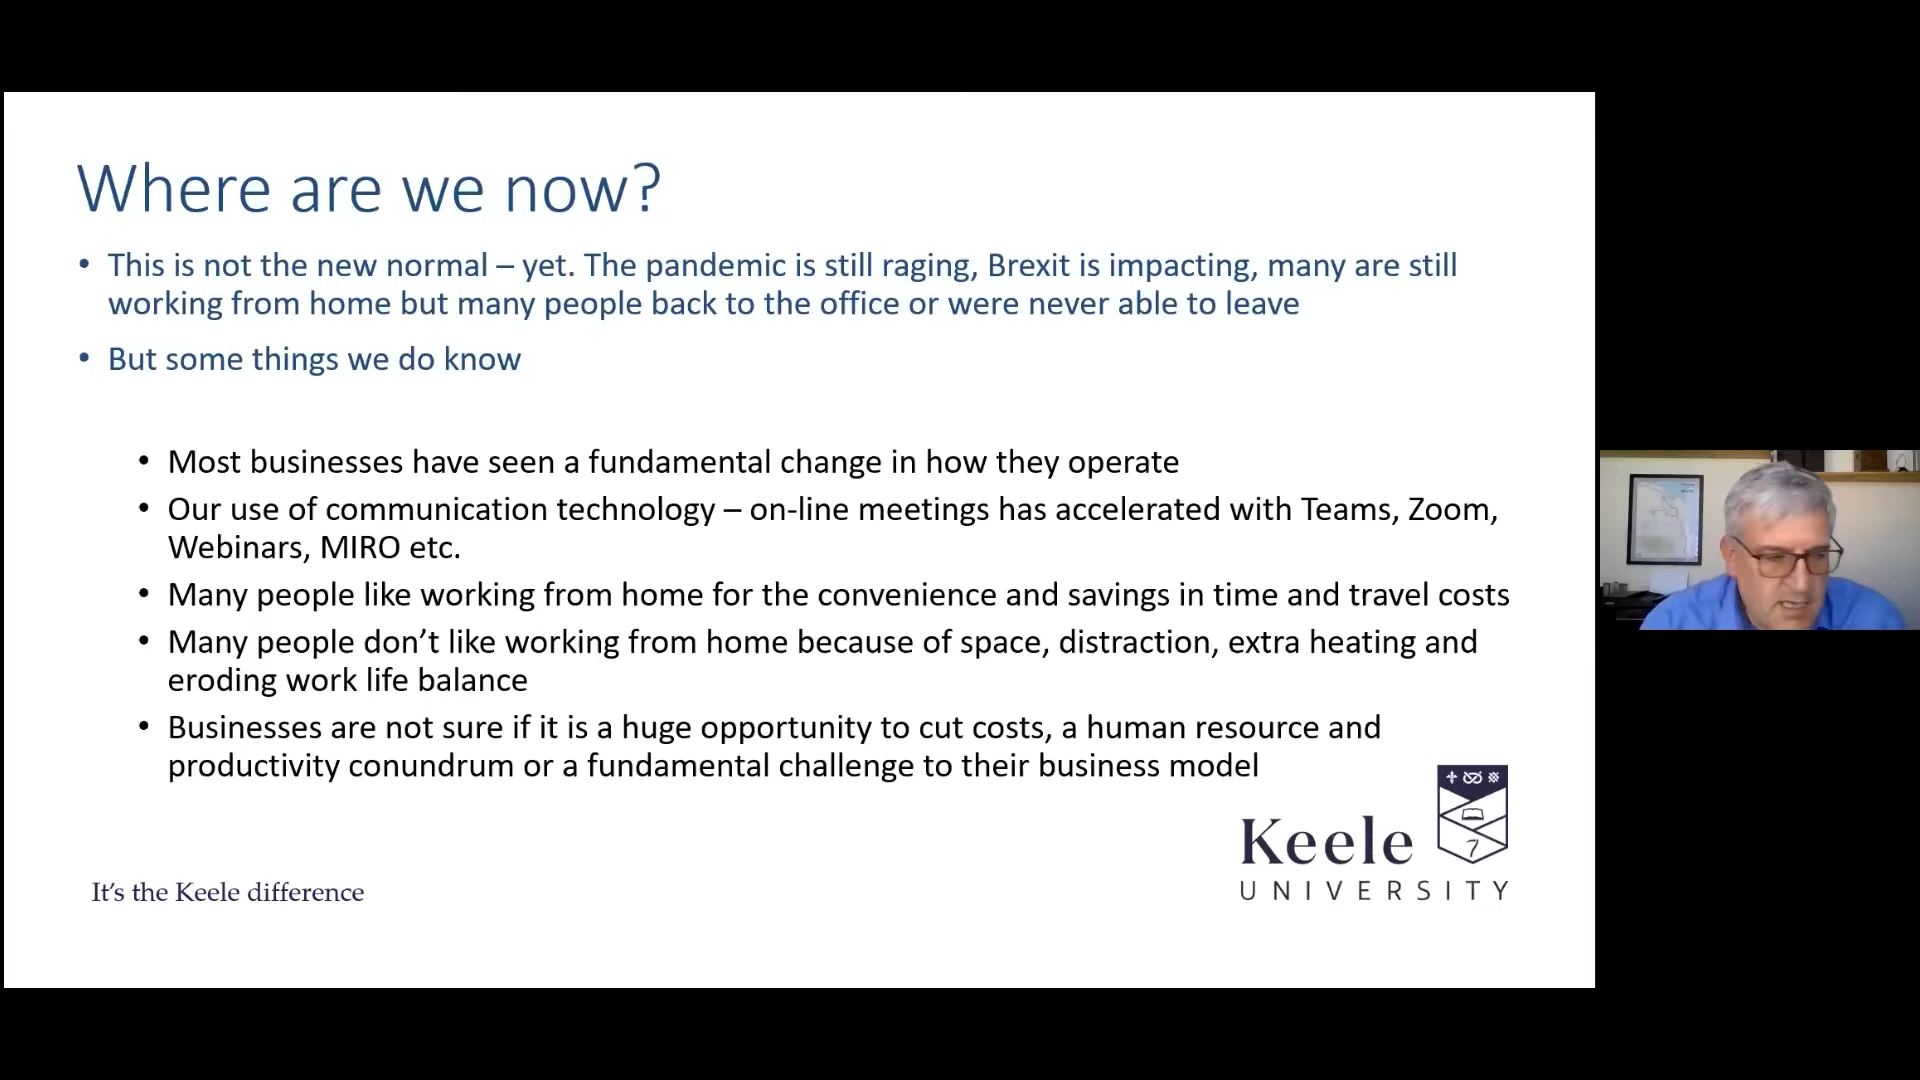 Where are we now?
• This is not the new normal – yet. The pandemic is still raging, Brexit is impacting, many are still
working from home but many people back to the office or were never able to leave
• But some things we do know
• Most businesses have seen a fundamental change in how they operate
• Our use of communication technology – on-line meetings has accelerated with Teams, Zoom,
Webinars, MIRO etc.
• Many people like working from home for the convenience and savings in time and travel costs
• Many people don’t like working from home because of space, distraction, extra heating and
eroding work life balance
• Businesses are not sure if it is a huge opportunity to cut costs, a human resource and
productivity conundrum or a fundamental challenge to their business model
Keele
UNIVERSITY
It’s the Keele difference